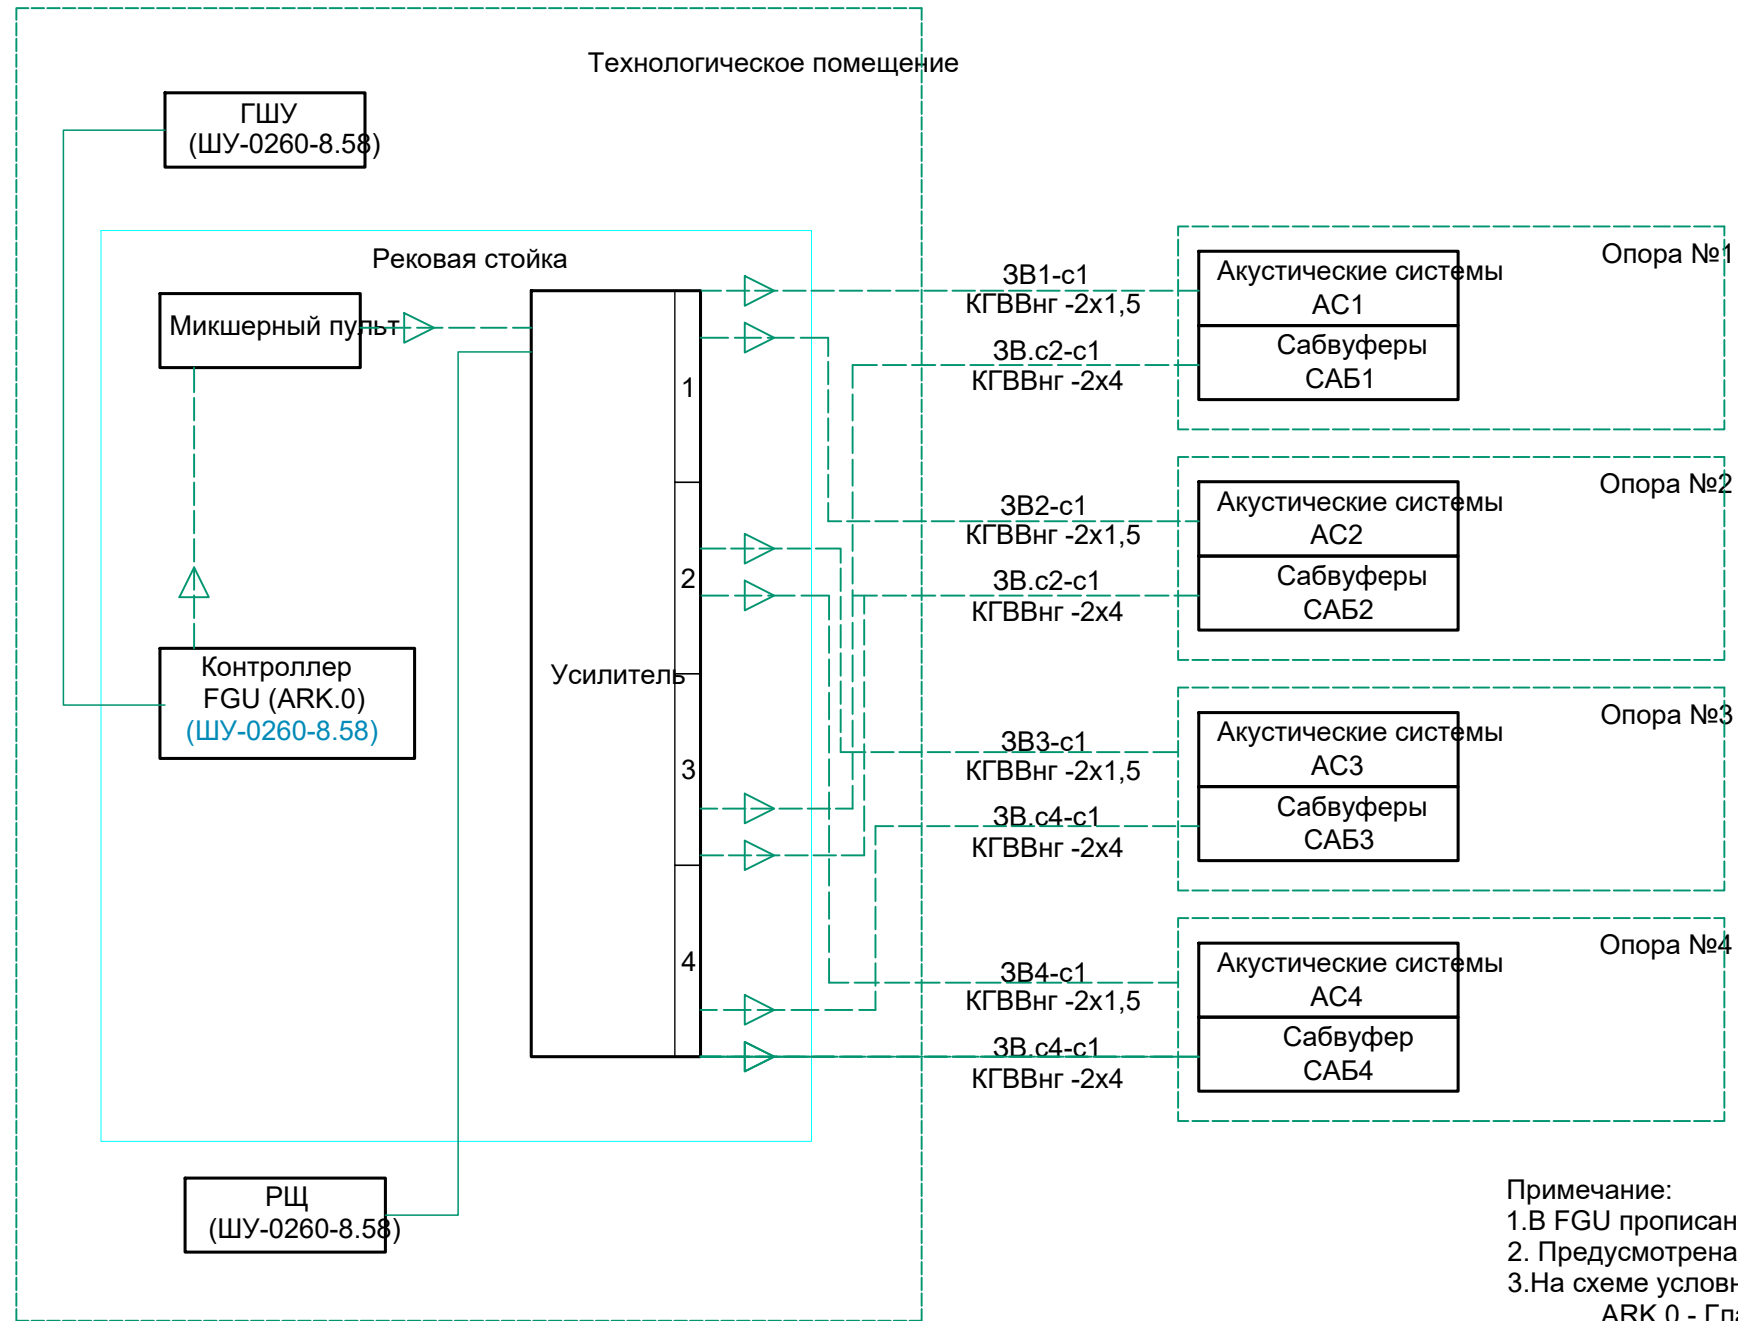 Технологическое помещение
ГШУ
(ШУ-0260-8.58)
Рековая стойка
Микшерный пульт
Контроллер
FGU (ARK.0)
(ШУ-0260-8.58)
Усилитель
1
2
3
4
РЩ
(ШУ-0260-8.58)
ЗВ1-с1
КГВВнг -2х1,5
ЗВ.с2-с1
КГВВнг -2х4
Опора №1
Акустические системы
АС1
Сабвуферы
САБ1
ЗВ2-с1
КГВВнг -2х1,5
ЗВ.с2-с1
КГВВнг -2х4
Опора №2
Акустические системы
АС2
Сабвуферы
САБ2
ЗВ3-с1
КГВВнг -2х1,5
ЗВ.с4-с1
КГВВнг -2х4
Опора №3
Акустические системы
АС3
Сабвуферы
САБ3
ЗВ4-с1
КГВВнг -2х1,5
ЗВ.с4-с1
КГВВнг -2х4
Опора №4
Акустические системы
АС4
Сабвуфер
САБ4
Примечание:
1.В FGU прописан
2. Предусмотрена
3.На схеме условн
ARK.0 - Гла